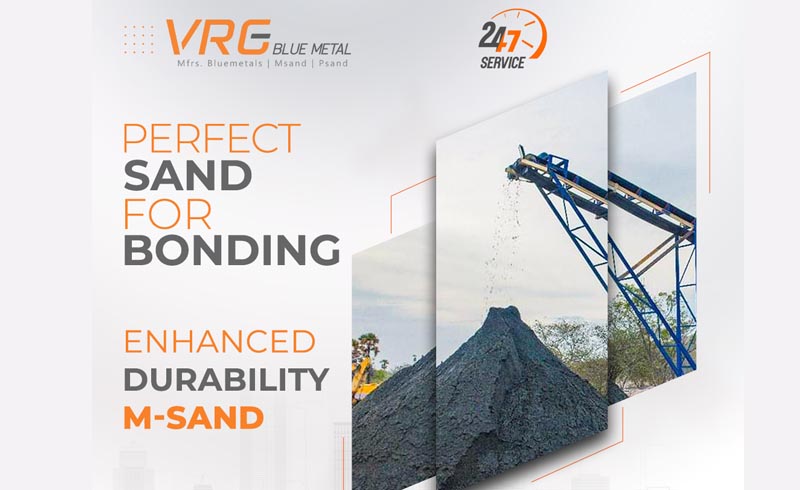 VRG BLUE METAL
Mfrs. Bluemetals | Msand | Psand
24-7
SERVICE
PERFECT
SAND
FOR
BONDING
ENHANCED
DURABILITY
M-SAND